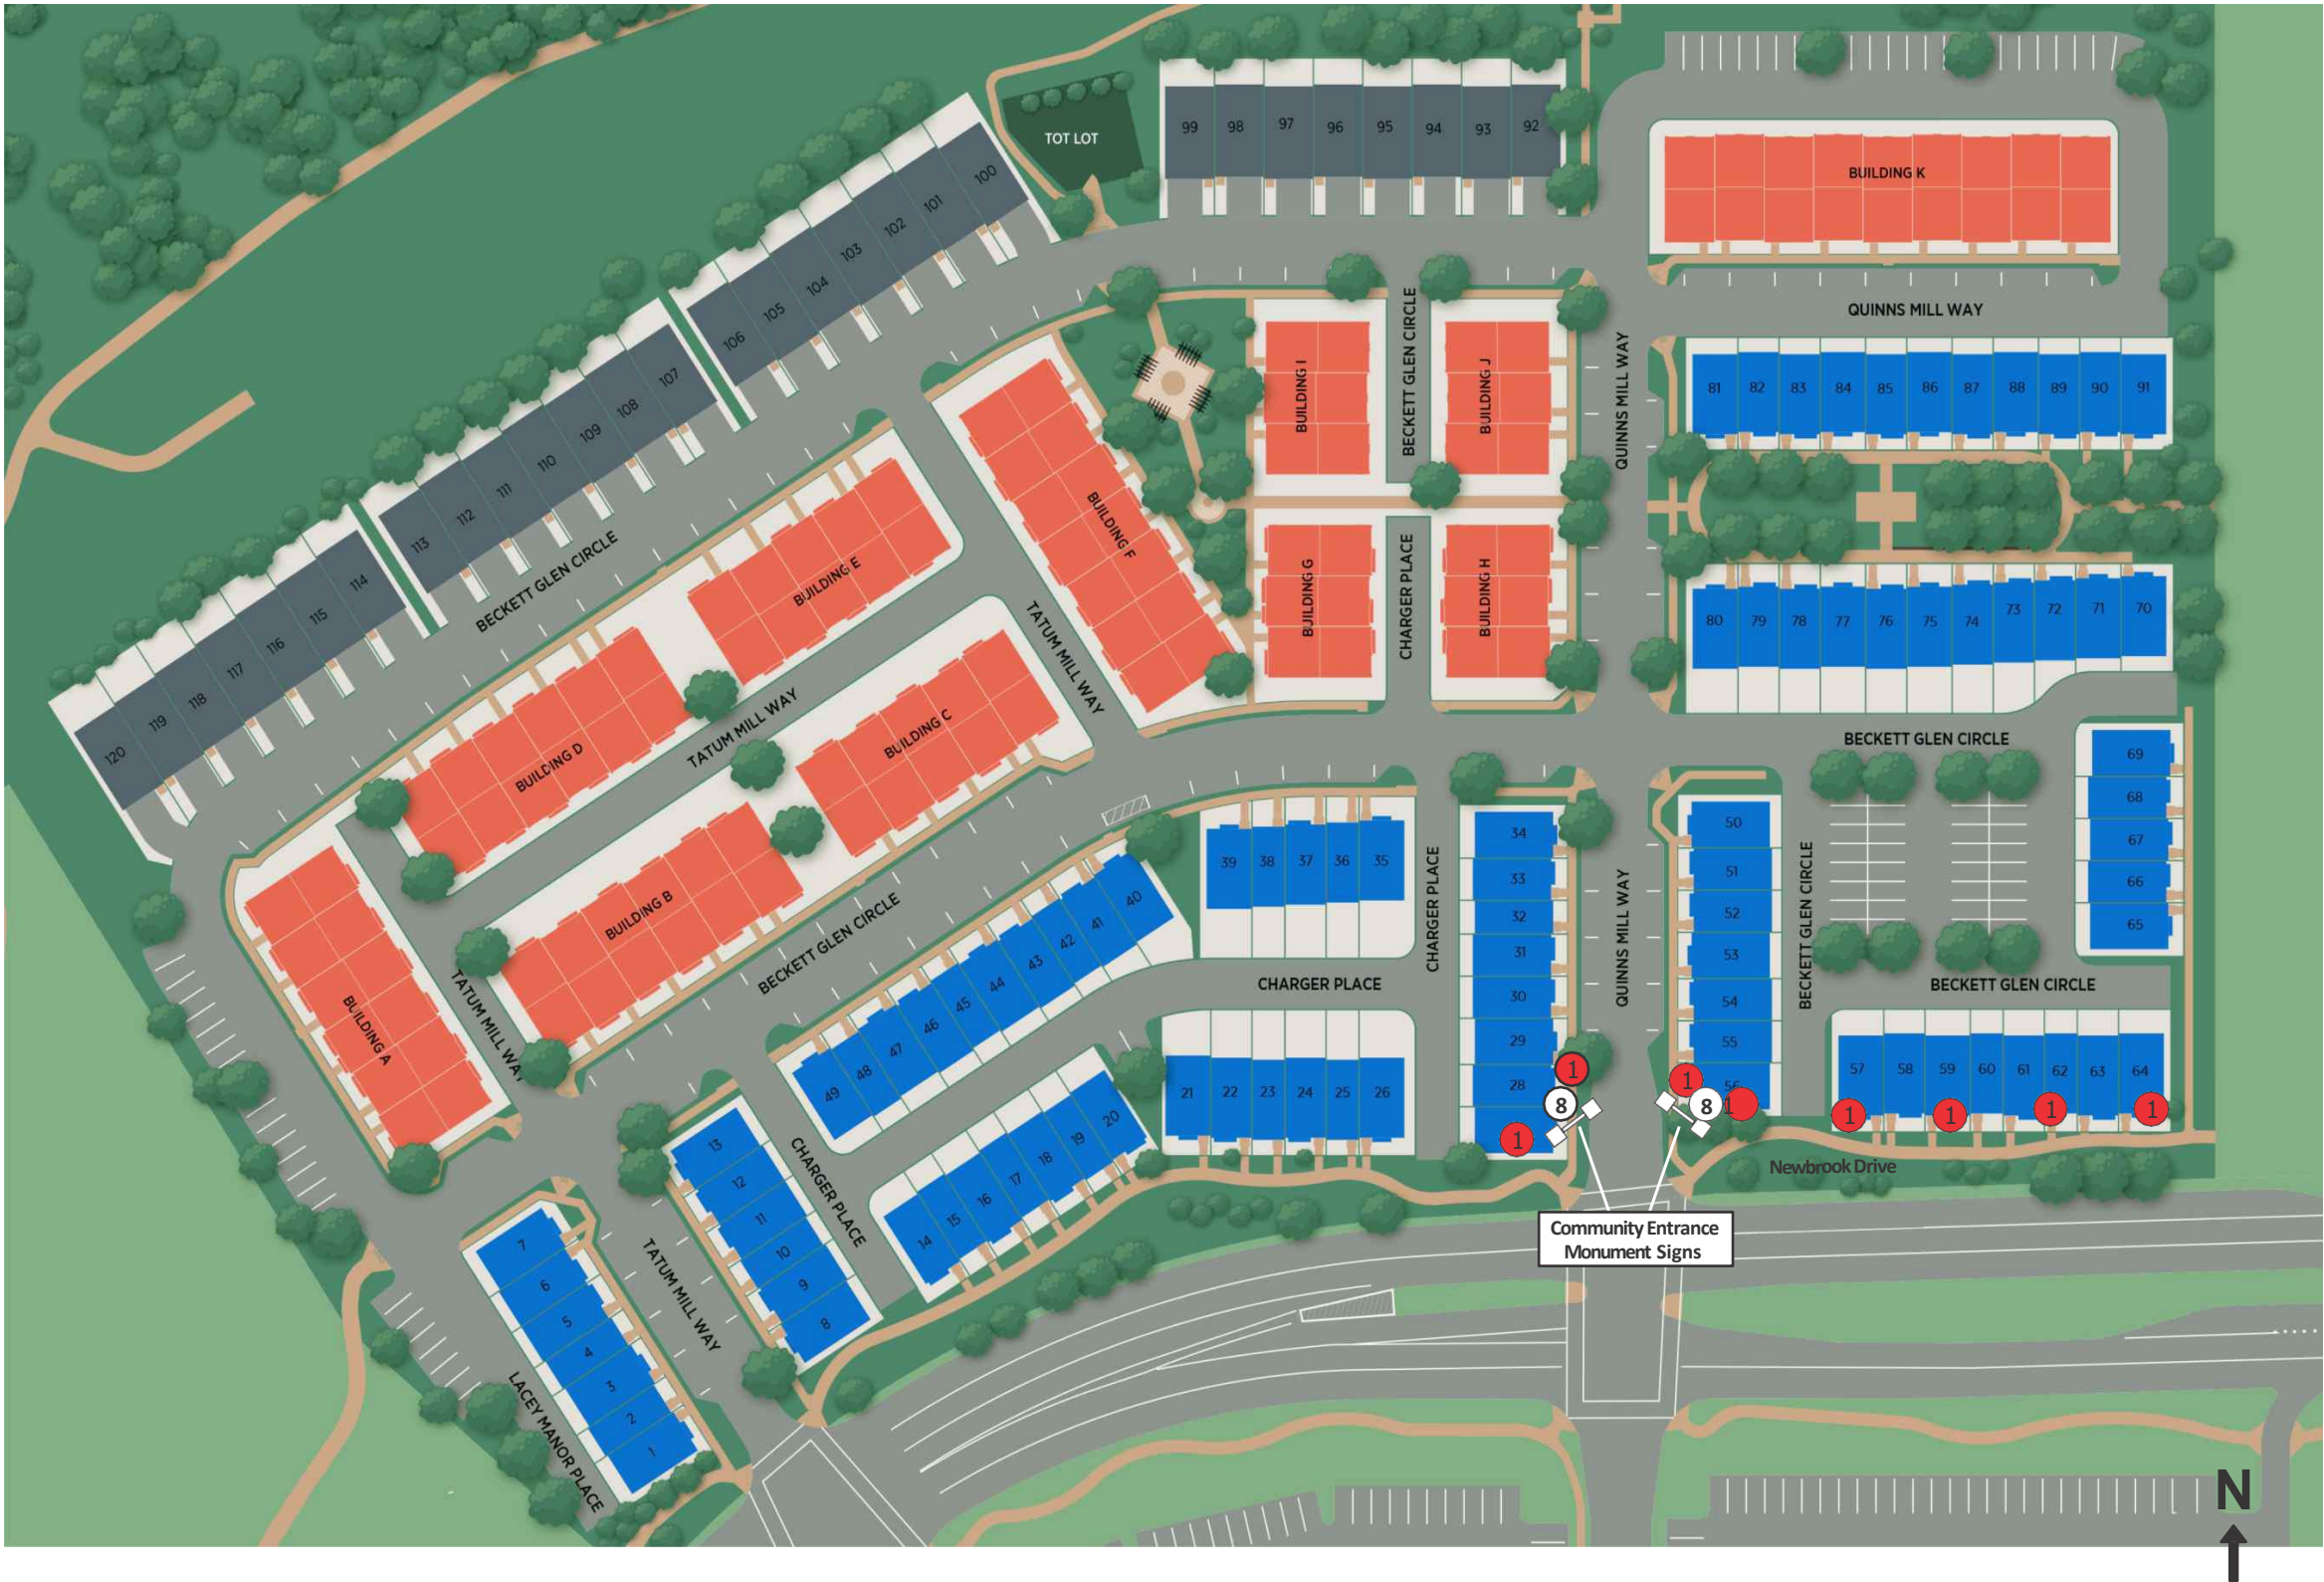 TOT LOT
99 98 97 96 95 94 93 92
BUILDING K
100
101
102
103
104
105
106
107
108
109
110
111
112
113
114
115
116
117
118
119
120
BECKETT GLEN CIRCLE
QUINNS MILL WAY
BUILDING I
BECKETT GLEN CIRCLE
BUILDING J
QUINNS MILL WAY
81 82 83 84 85 86 87 88 89 90 91
BUILDING F
BUILDING E
BUILDING D
BUILDING G
CHARGER PLACE
BUILDING H
80 79 78 77 76 75 74 73 72 71 70
TATUM MILL WAY
TATUM MILL WAY
BUILDING C
BUILDING B
BUILDING A
TATUM MILL WAY
BECKETT GLEN CIRCLE
BECKETT GLEN CIRCLE
69
68
67
66
65
39 38 37 36 35
CHARGER PLACE
34
33
32
31
30
29
28
QUINNS MILL WAY
50
51
52
53
54
55
56
BECKETT GLEN CIRCLE
BECKETT GLEN CIRCLE
57 58 59 60 61 62 63 64
40
41
42
43
44
45
46
47
48
49
CHARGER PLACE
21 22 23 24 25 26
20
19
18
17
16
15
14
CHARGER PLACE
13
12
11
10
9
8
TATUM MILL WAY
7
6
5
4
3
2
1
LACEY MANOR PLACE
1
8
1
1
8
1
1
1
1
1
Newbrook Drive
Community Entrance
Monument Signs
N